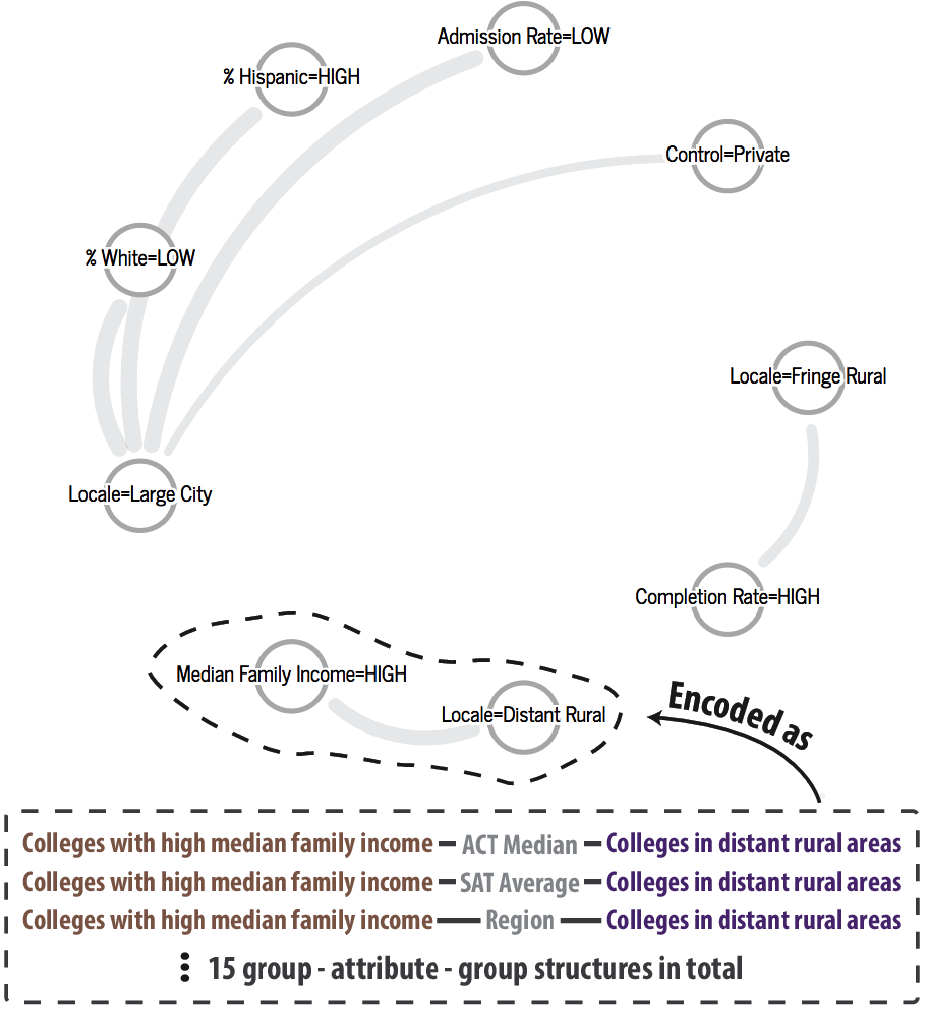 Admission Rate=LOW
% Hispanic=HIGH
Control=Private
% White=LOW
Locale=Fringe Rural
Locale=Large City
Completion Rate=HIGH
Median Family Income=HIGH
Locale=Distant Rural
Encoded as
Colleges with high median family income — ACT Median — Colleges in distant rural areas
Colleges with high median family income — SAT Average — Colleges in distant rural areas
Colleges with high median family income — Region — Colleges in distant rural areas
15 group - attribute - group structures in total